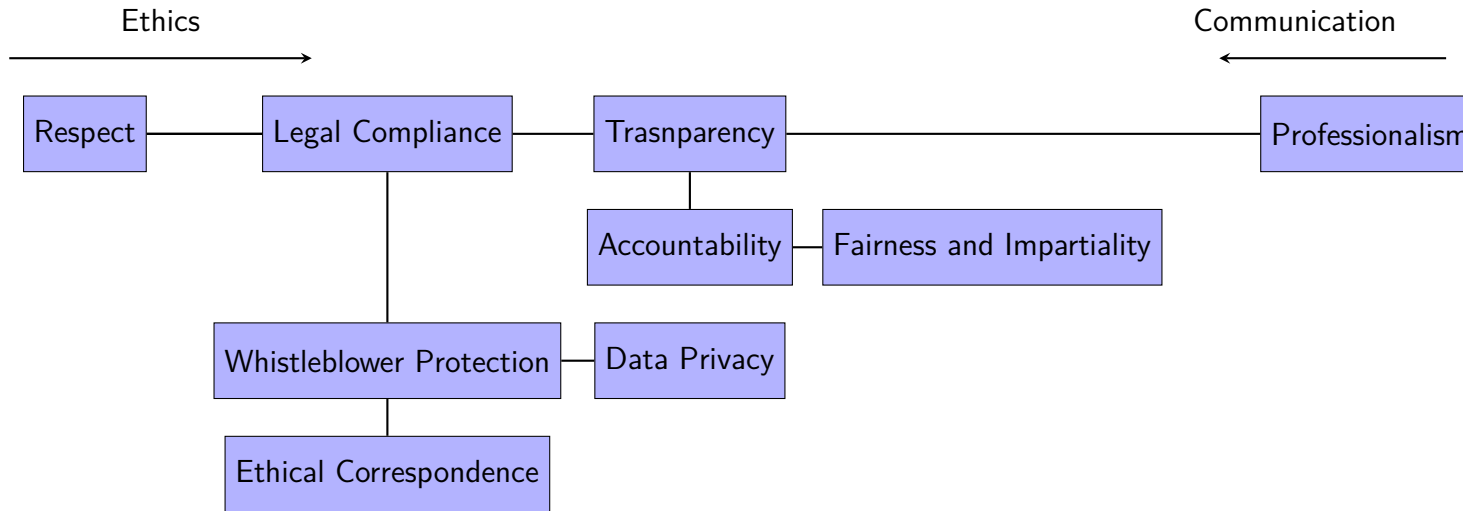 Ethics
Communication
Respect
Legal Compliance
Trasnparency
Professionalism
Accountability
Fairness and Impartiality
Whistleblower Protection
Data Privacy
Ethical Correspondence